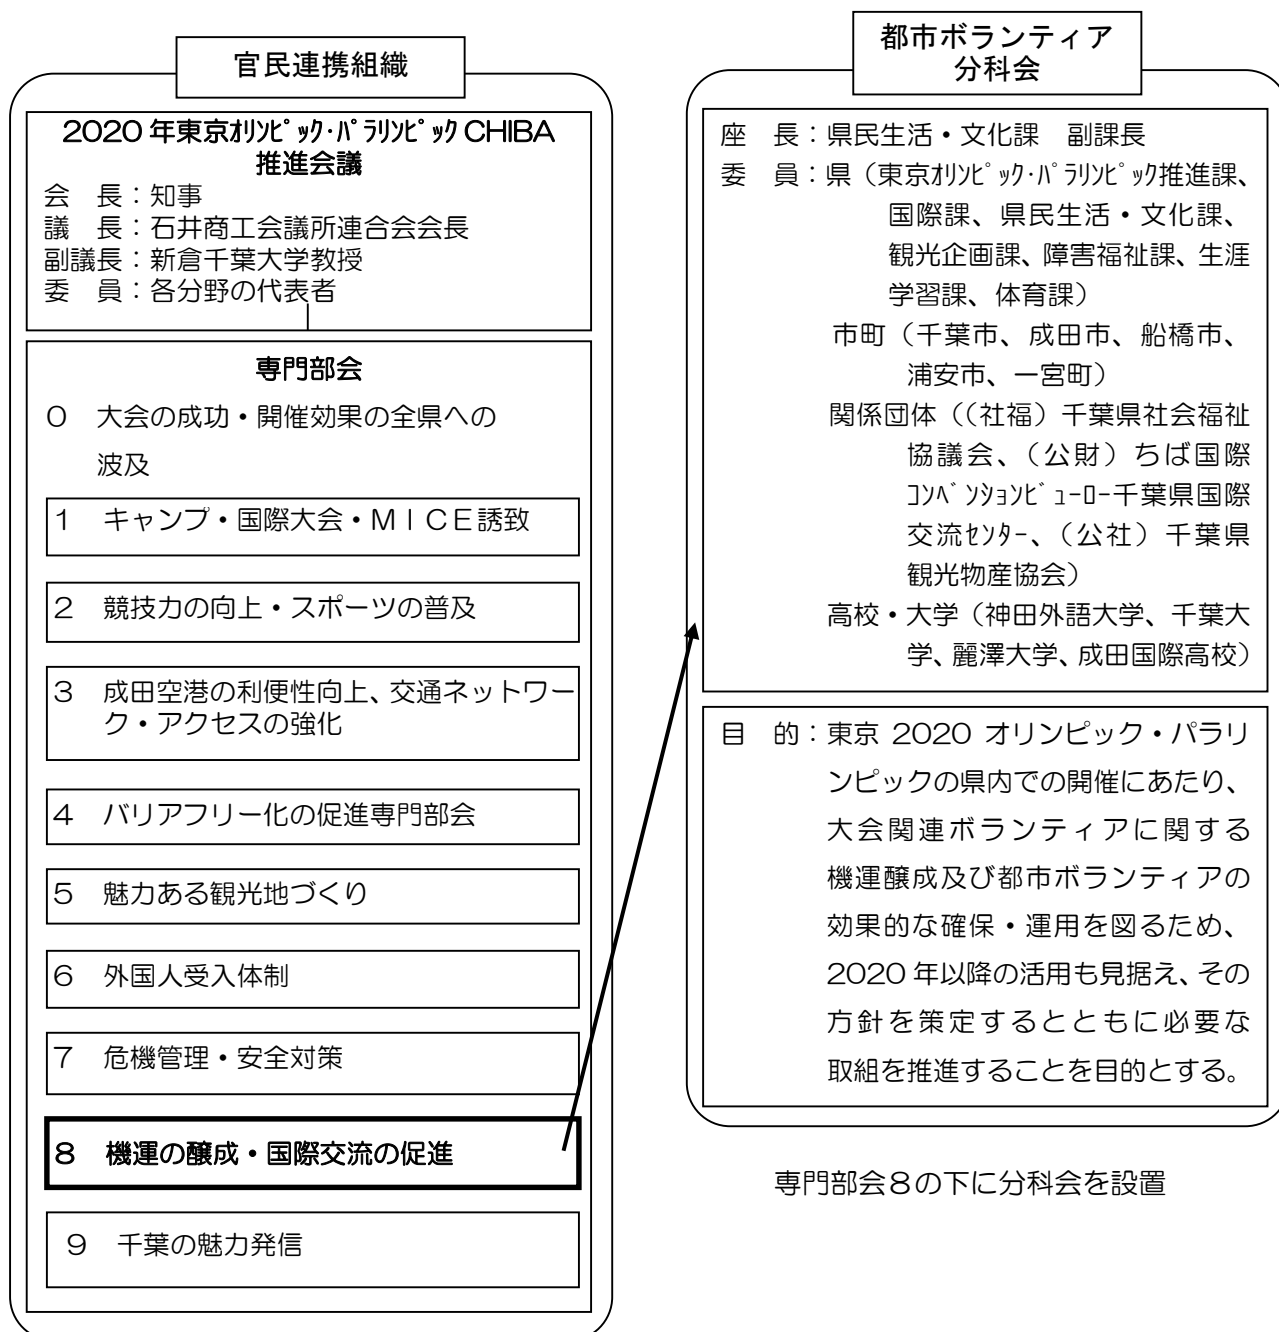 官民連携組織
2020年東京ｵﾘﾝﾋﾟｯｸ･ﾊﾟﾗﾘﾝﾋﾟｯｸCHIBA
推進会議
会　長：知事
議　長：石井商工会議所連合会会長
副議長：新倉千葉大学教授
委　員：各分野の代表者
専門部会
０　大会の成功・開催効果の全県への
波及
１　キャンプ・国際大会・ＭＩＣＥ誘致
２　競技力の向上・スポーツの普及
３　成田空港の利便性向上、交通ネットワー
ク・アクセスの強化
４　バリアフリー化の促進専門部会
５　魅力ある観光地づくり
６　外国人受入体制
７　危機管理・安全対策
８　機運の醸成・国際交流の促進
９　千葉の魅力発信
都市ボランティア
分科会
座　長：県民生活・文化課　副課長
委　員：県（東京ｵﾘﾝﾋﾟｯｸ･ﾊﾟﾗﾘﾝﾋﾟｯｸ推進課、
国際課、県民生活・文化課、
観光企画課、障害福祉課、生涯
学習課、体育課）
市町（千葉市、成田市、船橋市、
浦安市、一宮町）
関係団体（（社福）千葉県社会福祉
協議会、（公財）ちば国際
ｺﾝﾍﾞﾝｼｮﾝﾋﾞｭｰﾛｰ千葉県国際
交流ｾﾝﾀｰ、（公社）千葉県
観光物産協会）
高校・大学（神田外語大学、千葉大
学、麗澤大学、成田国際高校）
目　的：東京 2020 オリンピック・パラリ
ンピックの県内での開催にあたり、
大会関連ボランティアに関する
機運醸成及び都市ボランティアの
効果的な確保・運用を図るため、
2020年以降の活用も見据え、その
方針を策定するとともに必要な
取組を推進することを目的とする。
専門部会８の下に分科会を設置